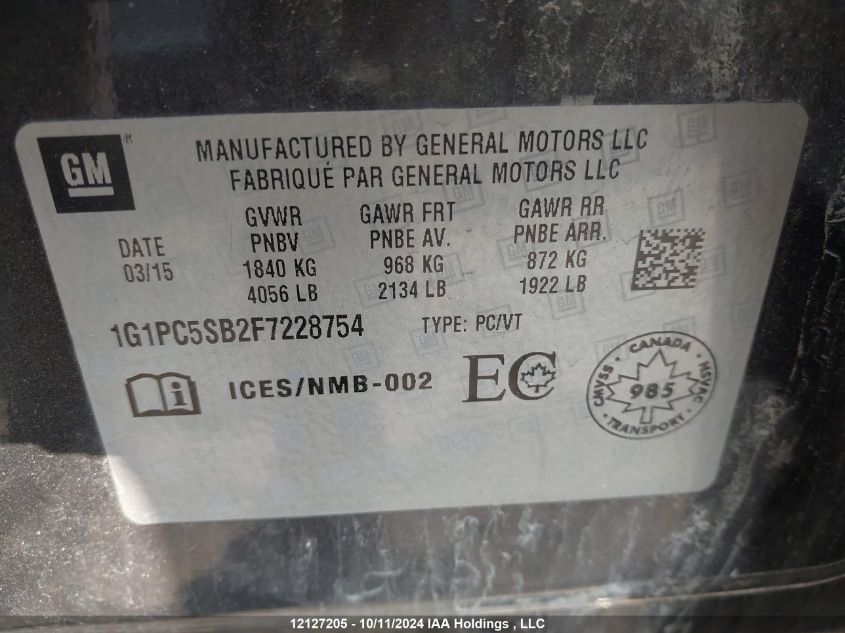 GM
MANUFACTURED BY GENERAL MOTORS LLC
FABRIQUÉ PAR GENERAL MOTORS LLC
DATE
03/15
GVWR
PNBV
1840 KG
4056 LB
GAWR FRT
PNBE AV.
968 KG
2134 LB
GAWR RR
PNBE ARR.
872 KG
1922 LB
1G1PC5SB2F7228754 TYPE: PC/VT
i ICES/NMB-002 EC
CANADA
CMVSS 985 NSVAC
TRANSPORT
12127205 - 10/11/2024 IAA Holdings , LLC